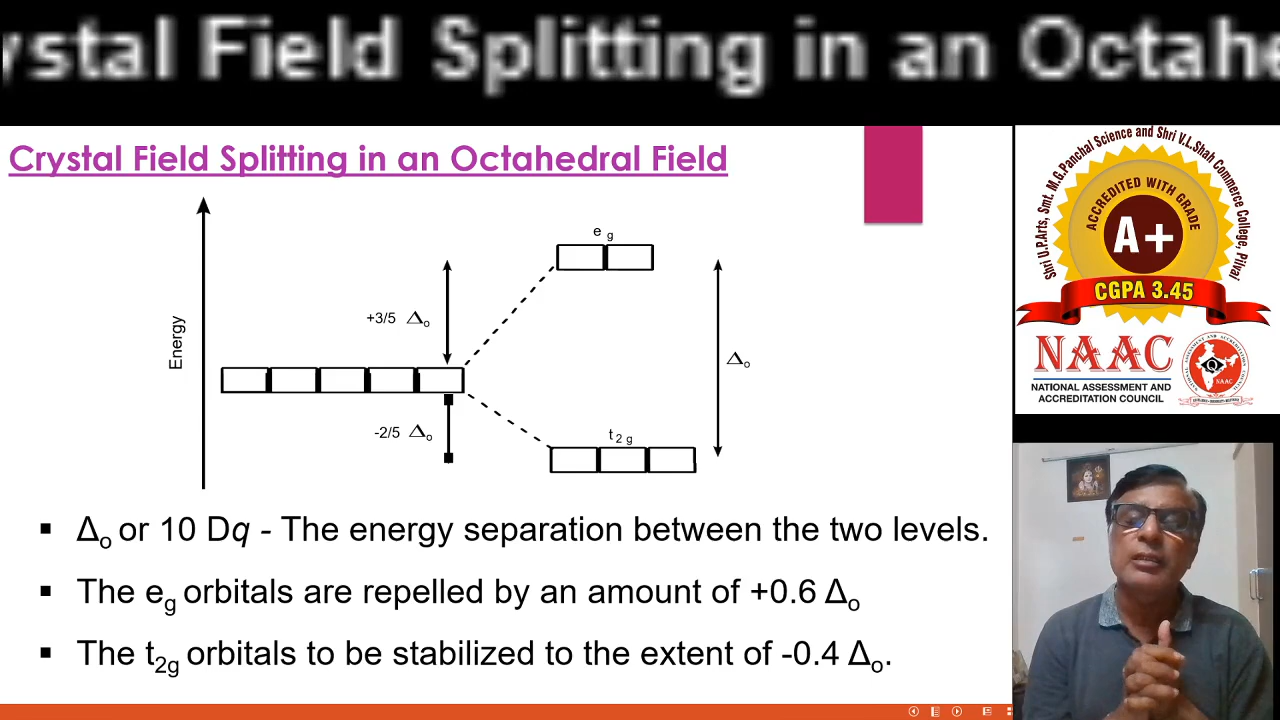 ystal Field Splitting in an Octahe
Crystal Field Splitting in an Octahedral Field
e g
+3/5 Δo
Energy
Δo
-2/5 Δo
t 2 g
▪ Δo or 10 Dq - The energy separation between the two levels.
▪ The eg orbitals are repelled by an amount of +0.6 Δo
▪ The t2g orbitals to be stabilized to the extent of -0.4 Δo.
Shri U.P.Arts, Smt. M.G.Panchal Science and Shri V.L.Shah Commerce College, Pilvai
ACCREDITED WITH GRADE
A+
CGPA 3.45
NAAC
NATIONAL ASSESSMENT AND
ACCREDITATION COUNCIL
NAAC